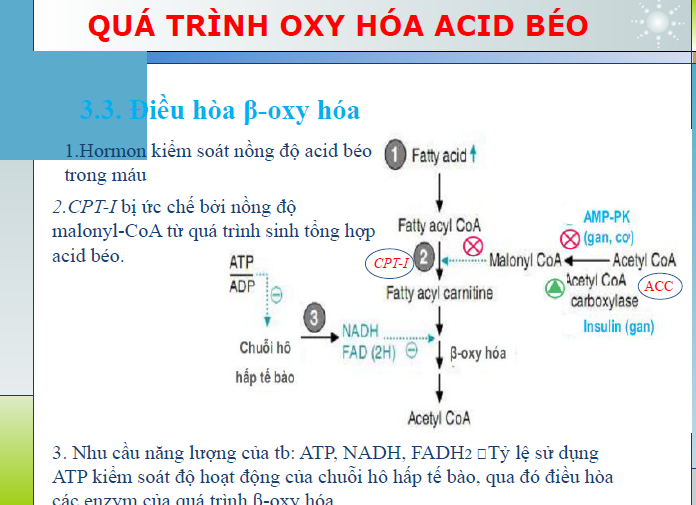 QUÁ TRÌNH OXY HÓA ACID BÉO
3.3. Điều hòa β-oxy hóa
1.Hormon kiểm soát nồng độ acid béo
trong máu
2.CPT-I bị ức chế bởi nồng độ
malonyl-CoA từ quá trình sinh tổng hợp
acid béo.
1 Fatty acid
Fatty acyl CoA
CPT-I 2
Malonyl CoA
Acetyl CoA
AMP-PK
(gan, cơ)
Acetyl CoA
carboxylase
ACC
Insulin (gan)
Fatty acyl carnitine
ATP
ADP
3
Chuỗi hô
hấp tế bào
NADH
FAD (2H)
β-oxy hóa
Acetyl CoA
3. Nhu cầu năng lượng của tb: ATP, NADH, FADH2 □Tỷ lệ sử dụng
ATP kiểm soát độ hoạt động của chuỗi hô hấp tế bào, qua đó điều hòa
các enzym của quá trình β-oxy hóa